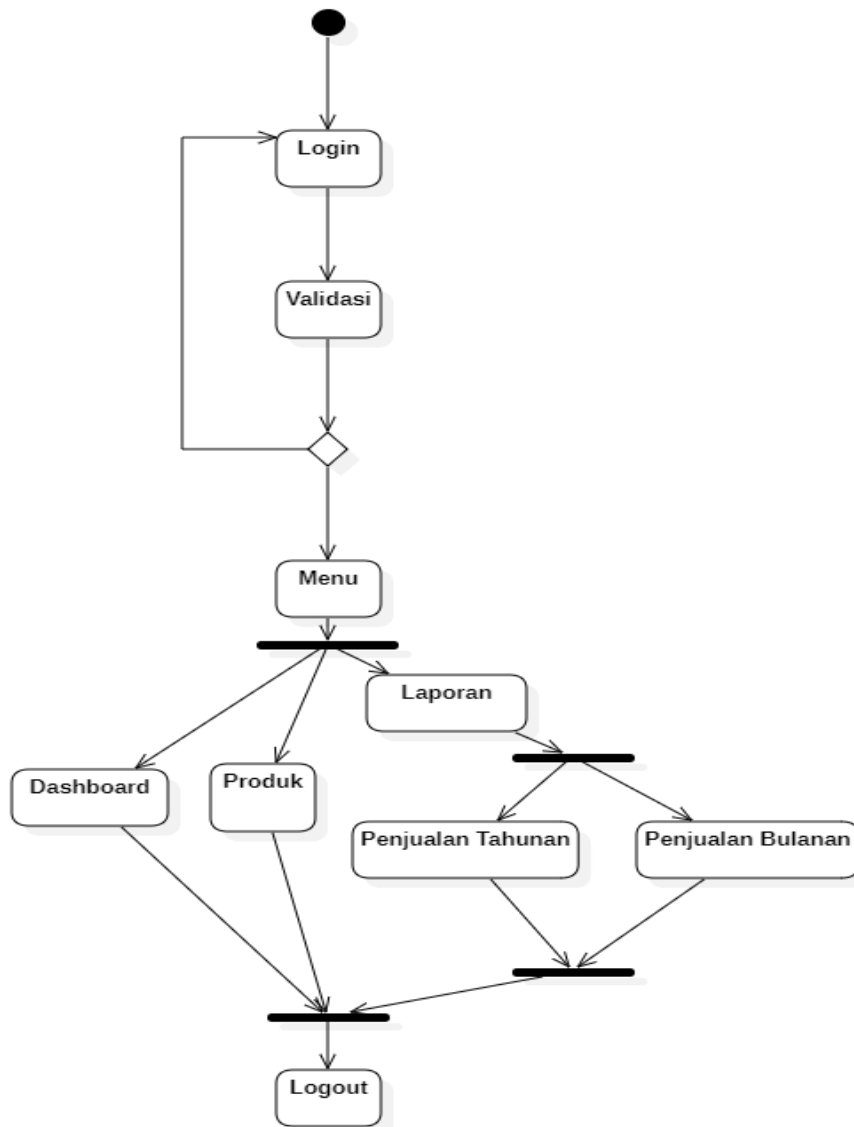 Login
Validasi
Menu
Laporan
Dashboard
Produk
Penjualan Tahunan
Penjualan Bulanan
Logout